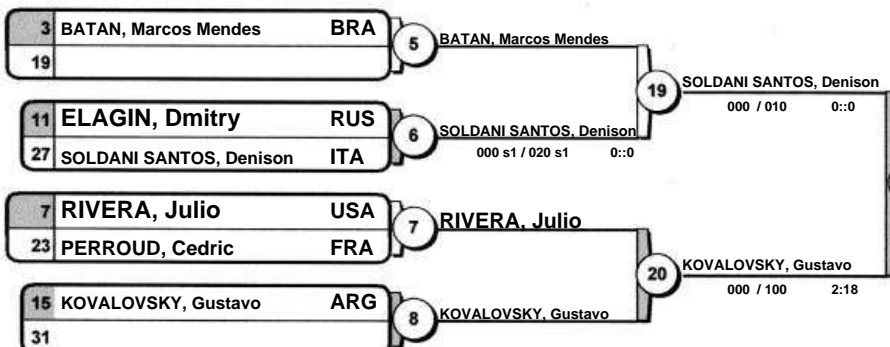 3 BATAN, Marcos Mendes BRA
19
5
BATAN, Marcos Mendes
11 ELAGIN, Dmitry RUS
27 SOLDANI SANTOS, Denison ITA
6
SOLDANI SANTOS, Denison
000 s1 / 020 s1 0::0
19
SOLDANI SANTOS, Denison
000 / 010 0::0
7 RIVERA, Julio USA
23 PERROUD, Cedric FRA
7
RIVERA, Julio
15 KOVALOVSKY, Gustavo ARG
31
8
KOVALOVSKY, Gustavo
20
KOVALOVSKY, Gustavo
000 / 100 2:18